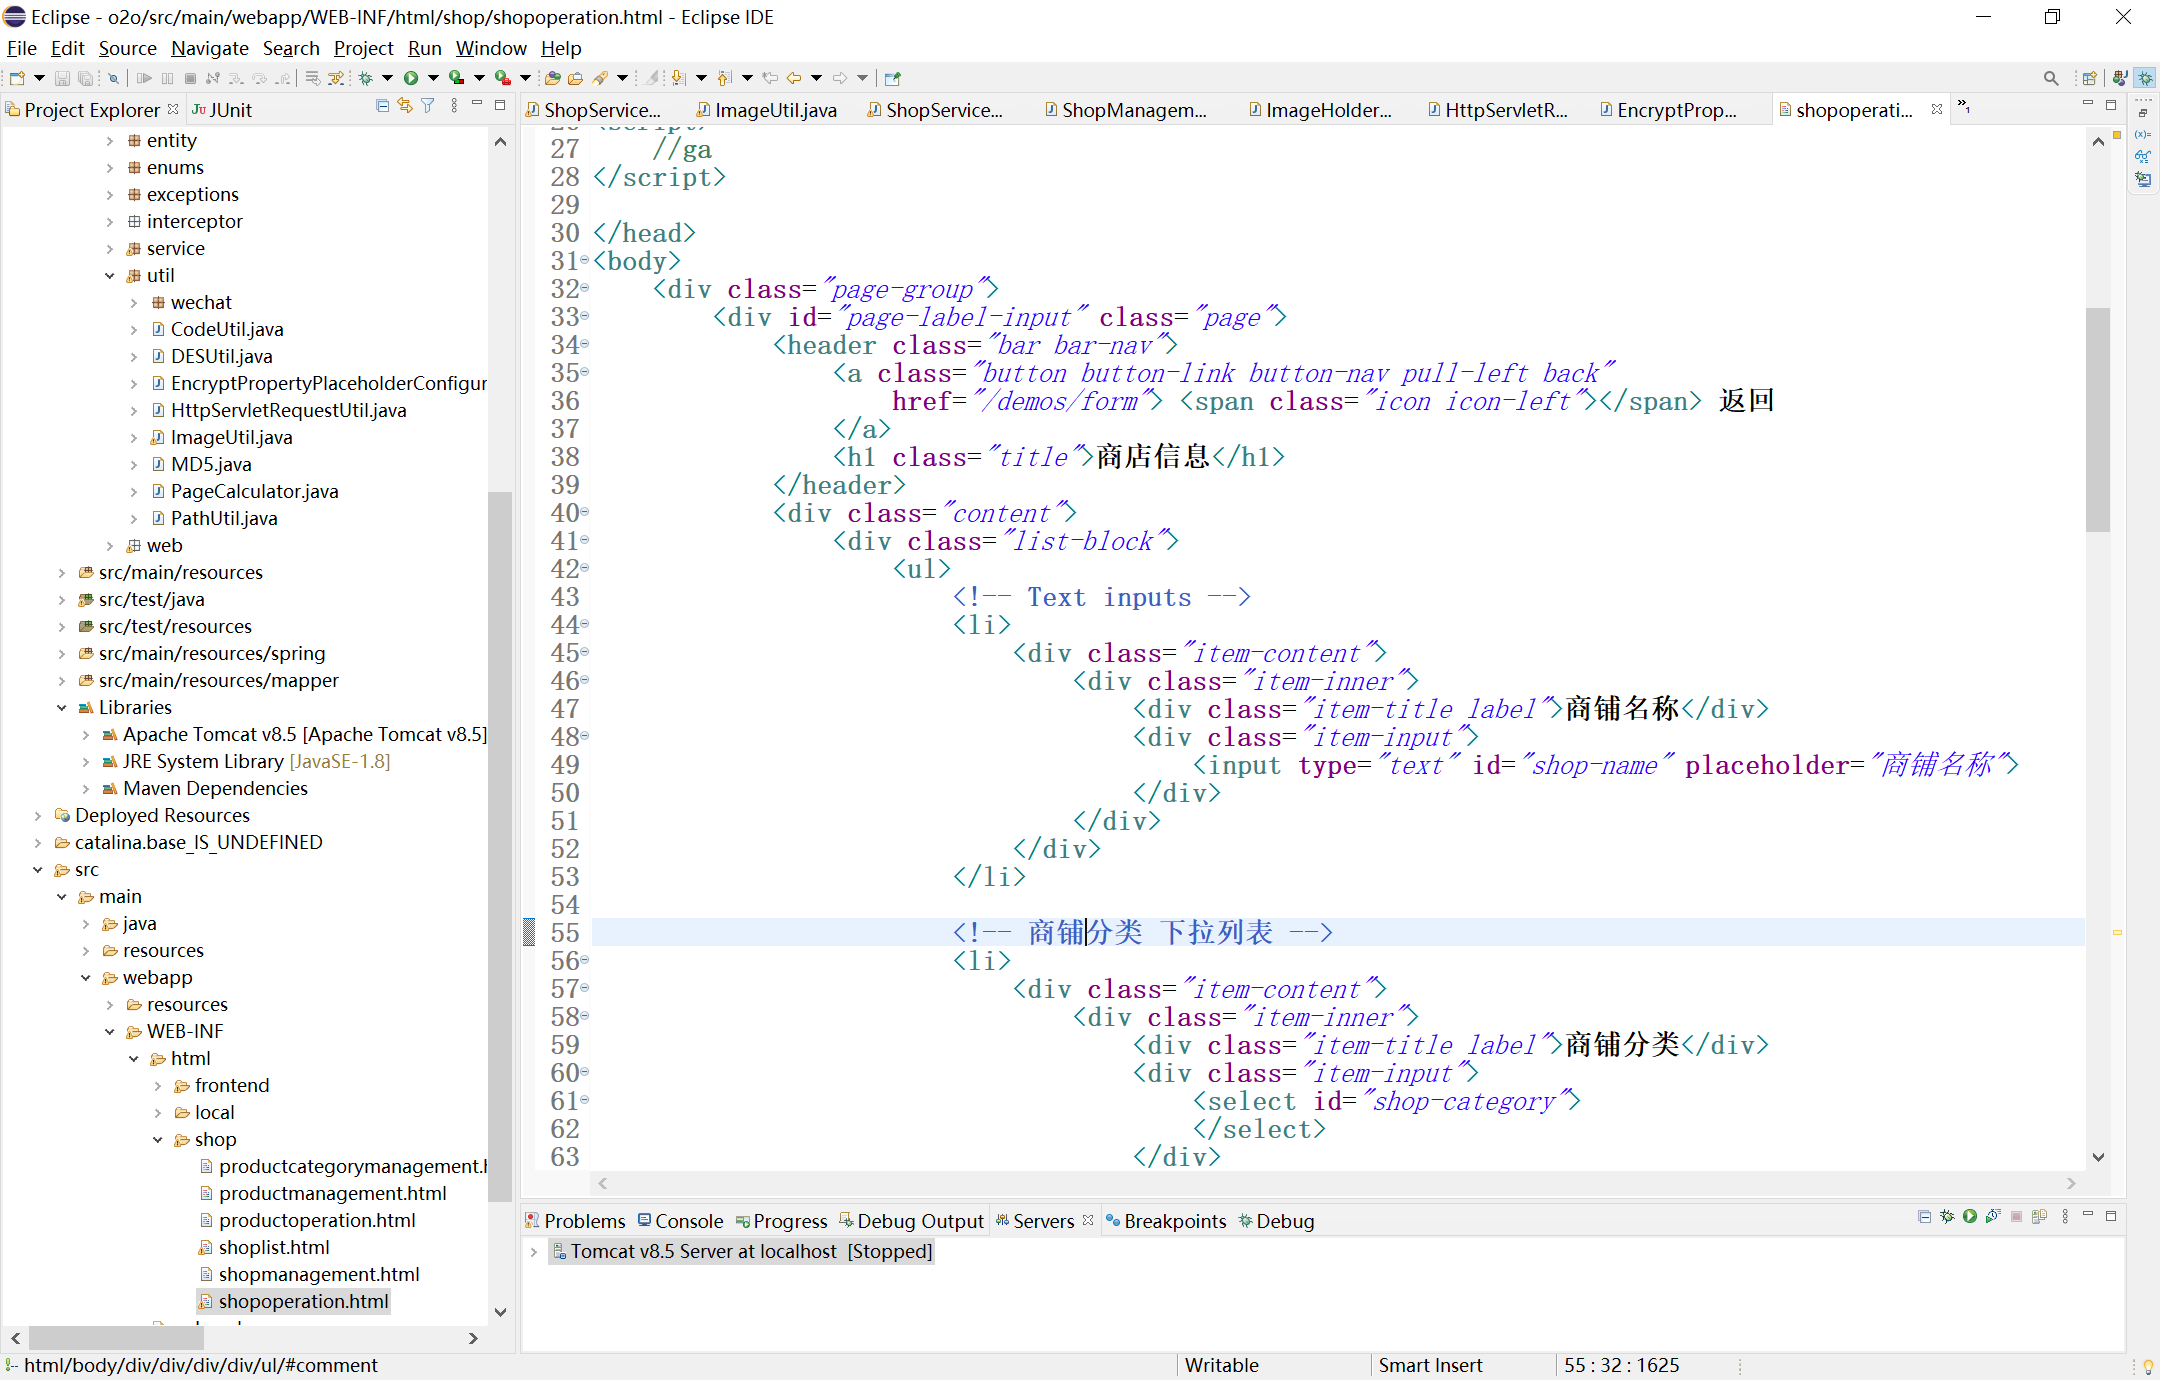 Eclipse - o2o/src/main/webapp/WEB-INF/html/shop/shopoperation.html - Eclipse IDE
File Edit Source Navigate Search Project Run Window Help
Project Explorer JUnit
entity
enums
exceptions
interceptor
service
util
wechat
CodeUtil.java
DESUtil.java
EncryptPropertyPlaceholderConfigur
HttpServletRequestUtil.java
ImageUtil.java
MD5.java
PageCalculator.java
PathUtil.java
web
src/main/resources
src/test/java
src/test/resources
src/main/resources/spring
src/main/resources/mapper
Libraries
Apache Tomcat v8.5 [Apache Tomcat v8.5]
JRE System Library [JavaSE-1.8]
Maven Dependencies
Deployed Resources
catalina.base_IS_UNDEFINED
src
main
java
resources
webapp
resources
WEB-INF
html
frontend
local
shop
productcategorymanagement.h
productmanagement.html
productoperation.html
shoplist.html
shopmanagement.html
shopoperation.html
ShopService... ImageUtil.java ShopService... ShopManagem... ImageHolder... HttpServletR... EncryptProp... shopoperati... »1
26 <script>
27 //ga
28 </script>
29
30 </head>
31 <body>
32 <div class="page-group">
33 <div id="page-label-input" class="page">
34 <header class="bar bar-nav">
35 <a class="button button-link button-nav pull-left back"
36 href="/demos/form"> <span class="icon icon-left"></span> 返回
37 </a>
38 <h1 class="title">商店信息</h1>
39 </header>
40 <div class="content">
41 <div class="list-block">
42 <ul>
43 <!-- Text inputs -->
44 <li>
45 <div class="item-content">
46 <div class="item-inner">
47 <div class="item-title label">商铺名称</div>
48 <div class="item-input">
49 <input type="text" id="shop-name" placeholder="商铺名称">
50 </div>
51 </div>
52 </div>
53 </li>
54
55 <!-- 商铺分类 下拉列表 -->
56 <li>
57 <div class="item-content">
58 <div class="item-inner">
59 <div class="item-title label">商铺分类</div>
60 <div class="item-input">
61 <select id="shop-category">
62 </select>
63 </div>
Problems Console Progress Debug Output Servers Breakpoints Debug
Tomcat v8.5 Server at localhost [Stopped]
html/body/div/div/div/div/ul/#comment Writable Smart Insert 55 : 32 : 1625